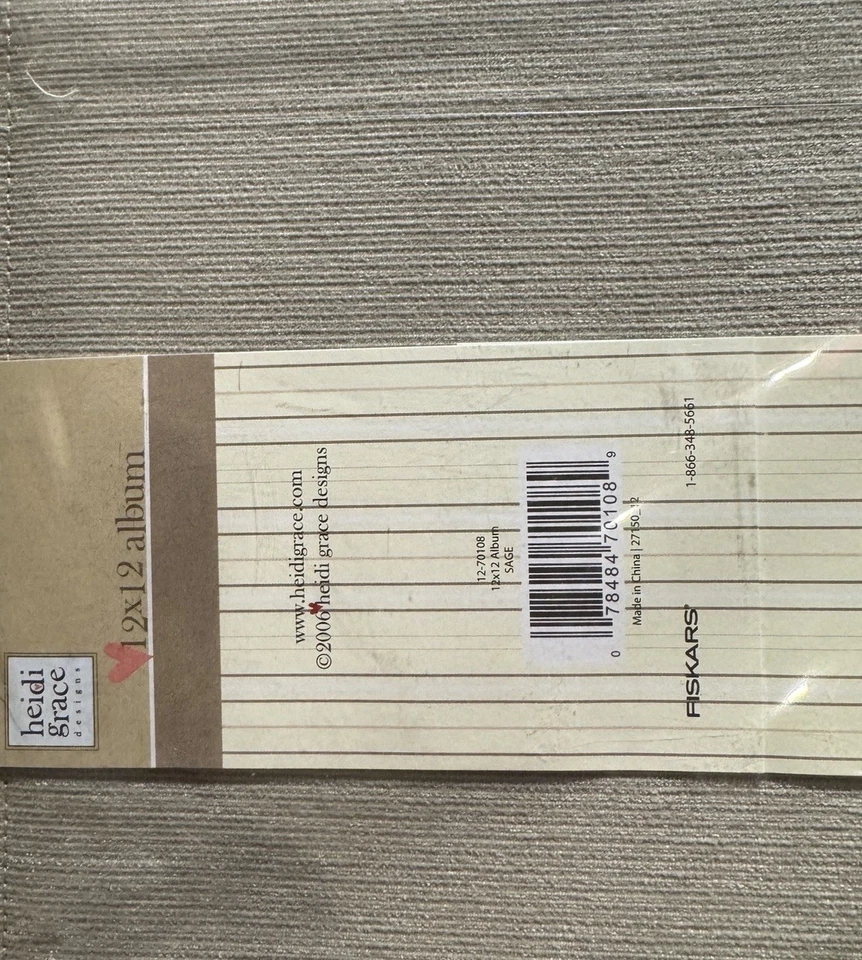 heidi
grace
designs
12x12 album
www.heidigrace.com
©2006 heidi grace designs
12-70108
12x12 Album
SAGE
0 78484 70108 9
Made in China | 27150_12
FISKARS®
1-866-348-5661